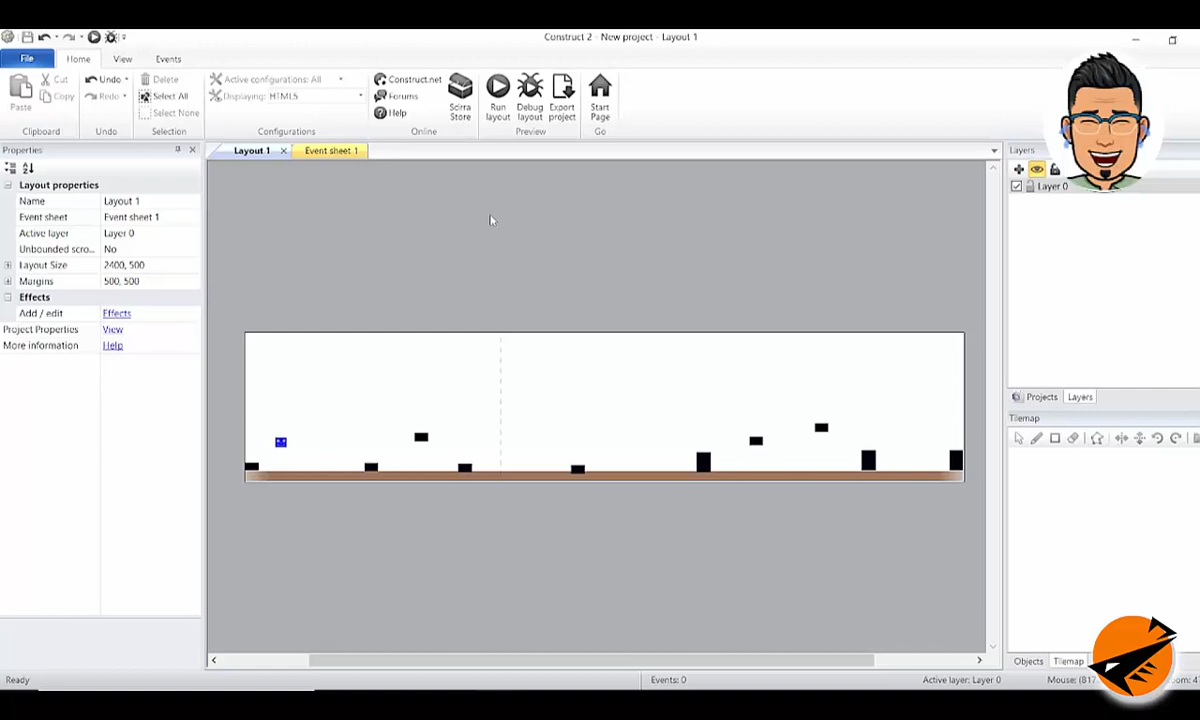 Construct 2 - New project - Layout 1
File Home View Events
Paste
Cut
Copy
Undo
Redo
Delete
Select All
Select None
Active configurations: All
Displaying: HTML5
Construct.net
Forums
Help
Scirra Store
Run layout
Debug layout
Export project
Start Page
Clipboard Undo Selection Configurations Online Preview Go
Properties
Layout 1 Event sheet 1
Layers
Layer 0
Layout properties
Name Layout 1
Event sheet Event sheet 1
Active layer Layer 0
Unbounded scro... No
Layout Size 2400, 500
Margins 500, 500
Effects
Add / edit Effects
Project Properties View
More information Help
Projects Layers
Tilemap
Objects Tilemap
Ready Events: 0 Active layer: Layer 0 Mouse: (817